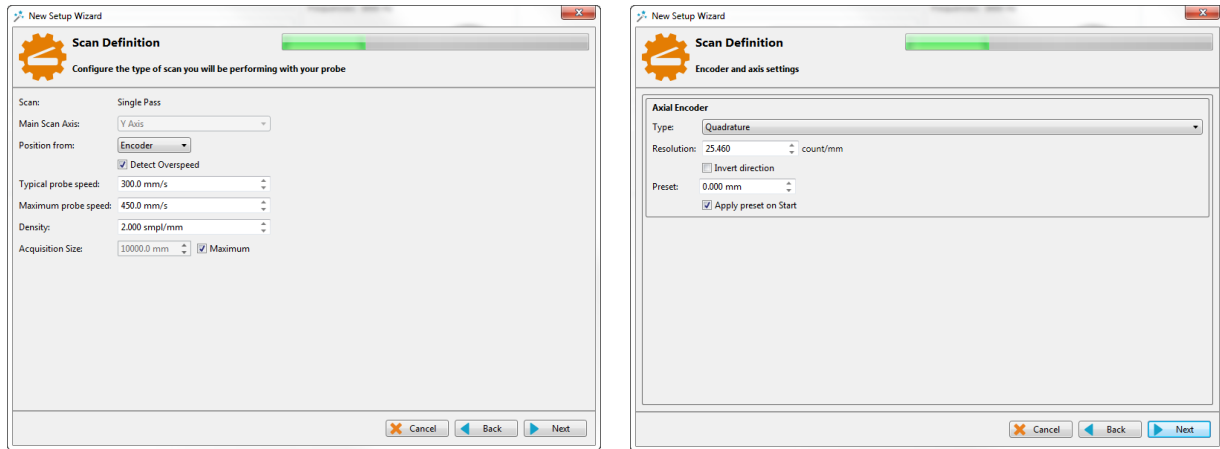 New Setup Wizard
Scan Definition
Configure the type of scan you will be performing with your probe
Scan: Single Pass
Main Scan Axis: Y Axis
Position from: Encoder
Detect Overspeed
Typical probe speed: 300.0 mm/s
Maximum probe speed: 450.0 mm/s
Density: 2.000 smpl/mm
Acquisition Size: 10000.0 mm Maximum
Cancel Back Next
New Setup Wizard
Scan Definition
Encoder and axis settings
Axial Encoder
Type: Quadrature
Resolution: 25.460 count/mm
Invert direction
Preset: 0.000 mm
Apply preset on Start
Cancel Back Next